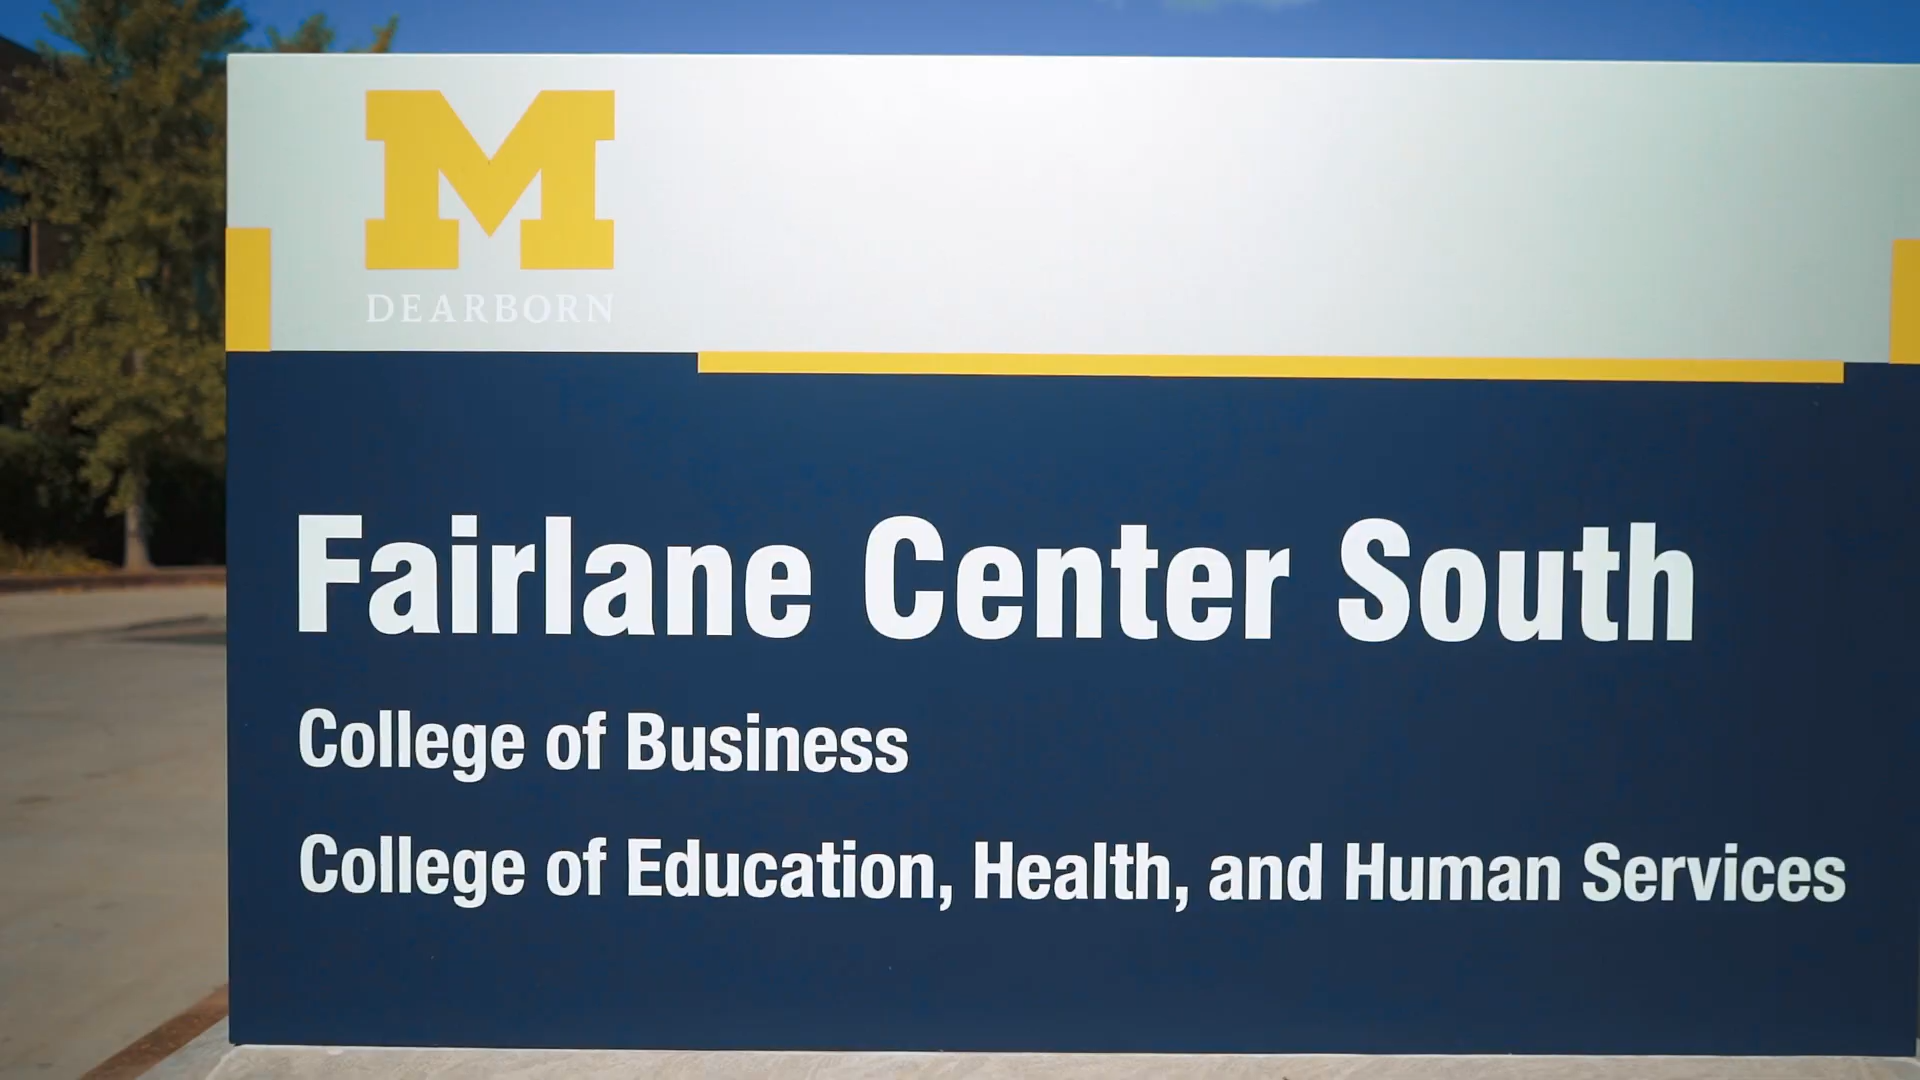 M
DEARBORN
Fairlane Center South
College of Business
College of Education, Health, and Human Services